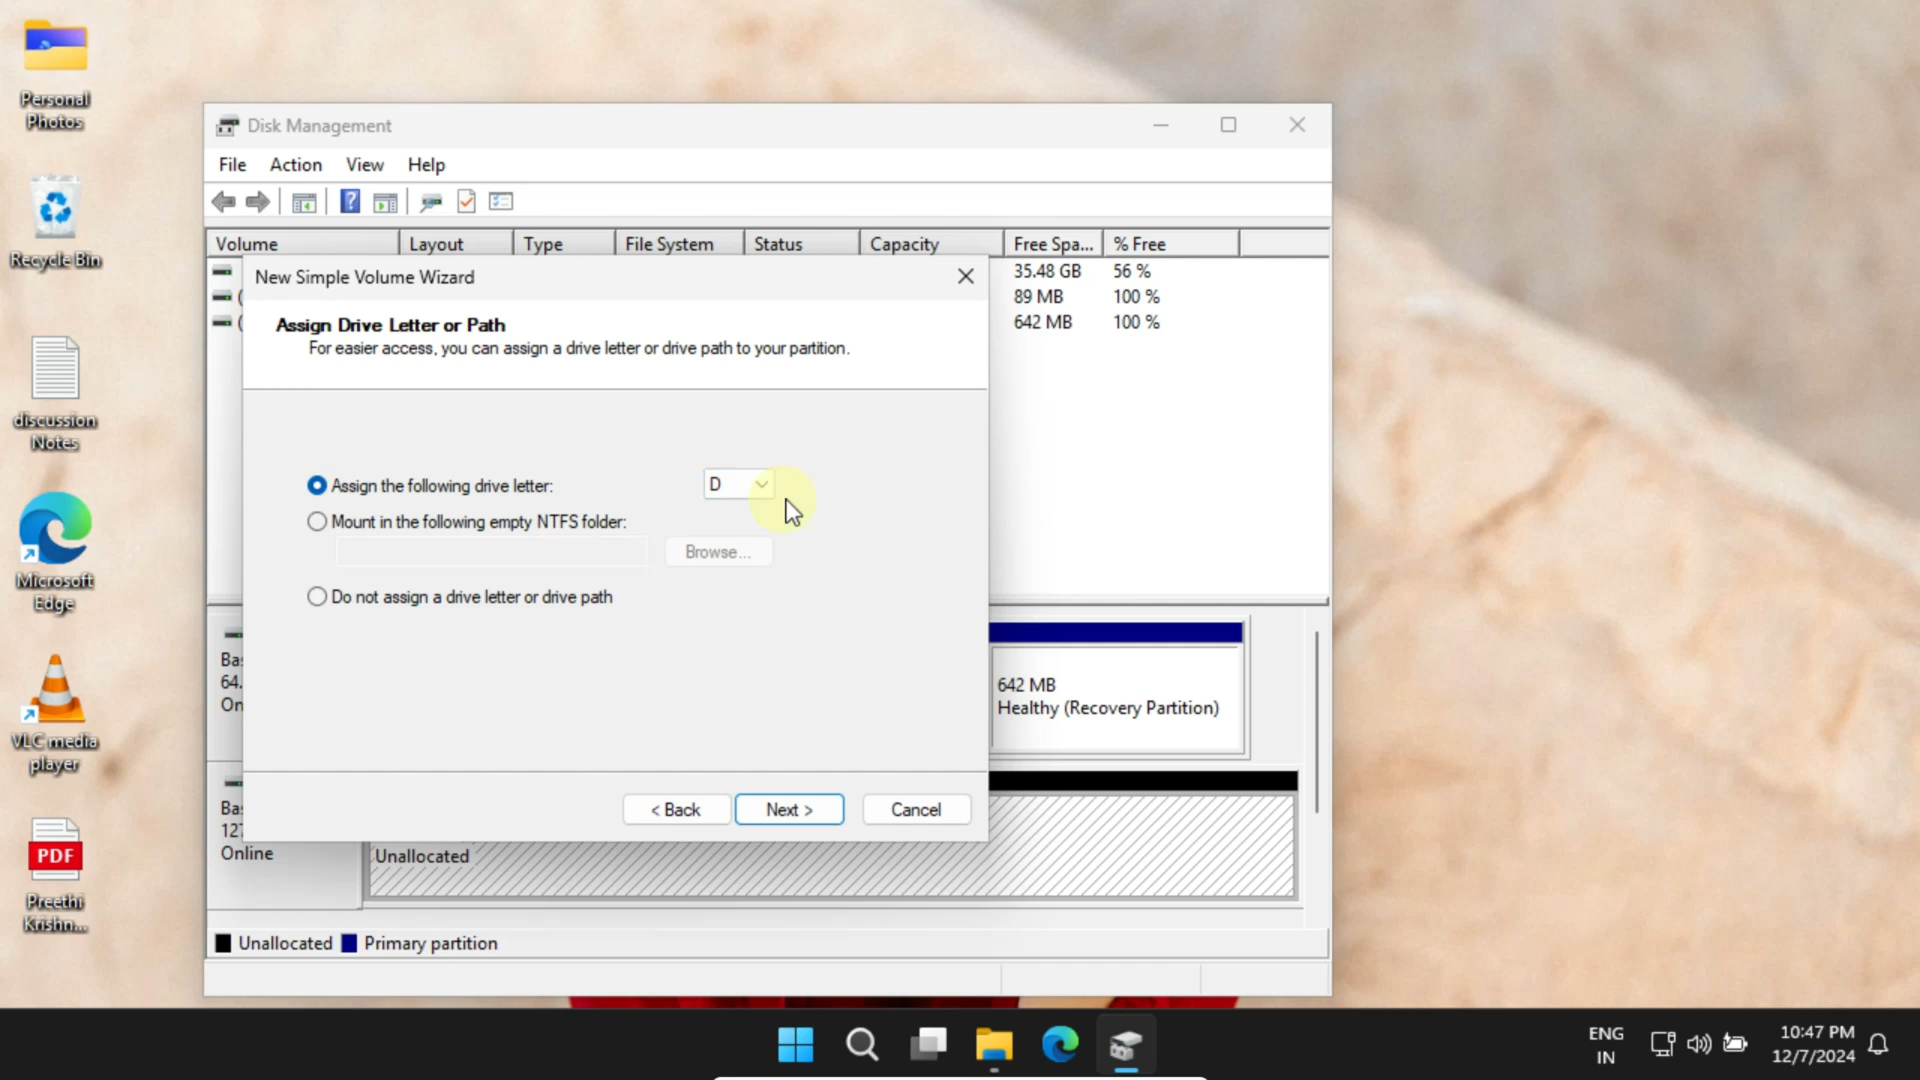 Personal
Photos
Recycle Bin
discussion
Notes
Microsoft
Edge
VLC media
player
PDF
Preethi
Krishn...
Disk Management
File Action View Help
Volume Layout Type File System Status Capacity Free Spa... % Free
35.48 GB 56 %
( 89 MB 100 %
( 642 MB 100 %
New Simple Volume Wizard
Assign Drive Letter or Path
For easier access, you can assign a drive letter or drive path to your partition.
Assign the following drive letter: D
Mount in the following empty NTFS folder:
Browse...
Do not assign a drive letter or drive path
< Back Next > Cancel
Bas
64.
On
642 MB
Healthy (Recovery Partition)
Bas
127
Online
Unallocated
Unallocated Primary partition
ENG
IN
10:47 PM
12/7/2024